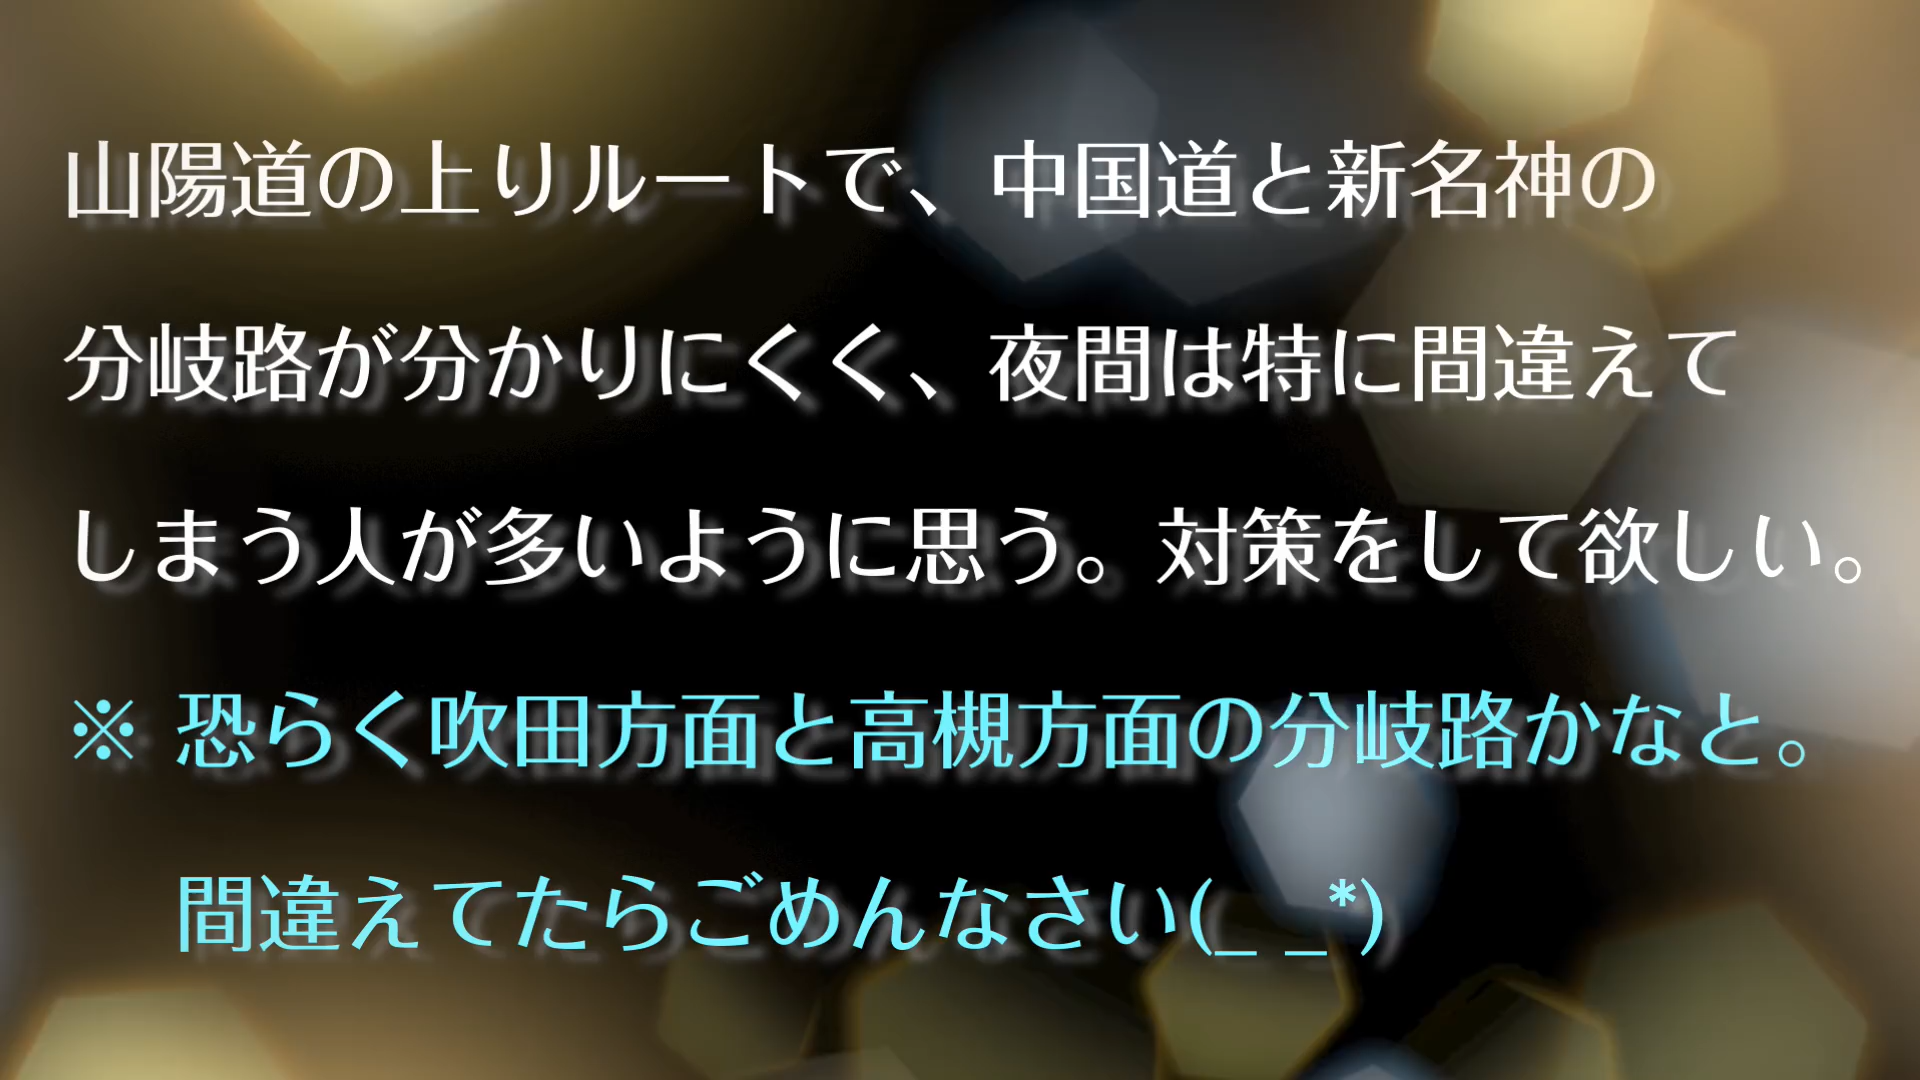 山陽道の上りルートで、中国道と新名神の
分岐路が分かりにくく、夜間は特に間違えて
しまう人が多いように思う。対策をして欲しい。
※ 恐らく吹田方面と高槻方面の分岐路かなと。
間違えてたらごめんなさい(_ _*)